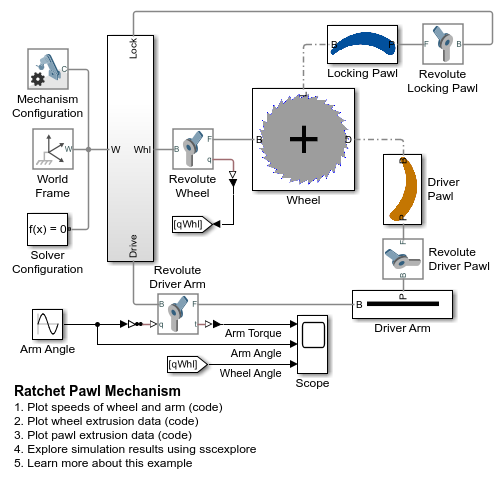 Lock
B
R
Locking Pawl
F
B
Revolute
Locking Pawl
C
Mechanism
Configuration
W
World
Frame
f(x) = 0
Solver
Configuration
W
Whl
Drive
B
F
q
Revolute
Wheel
[qWhl]
B
L
D
Wheel
B
P
Driver
Pawl
F
B
Revolute
Driver Pawl
B
P
Driver Arm
Revolute
Driver Arm
B
F
q
t
Arm Angle
Arm Torque
Arm Angle
[qWhl]
Wheel Angle
Scope
Ratchet Pawl Mechanism
1. Plot speeds of wheel and arm (code)
2. Plot wheel extrusion data (code)
3. Plot pawl extrusion data (code)
4. Explore simulation results using sscexplore
5. Learn more about this example